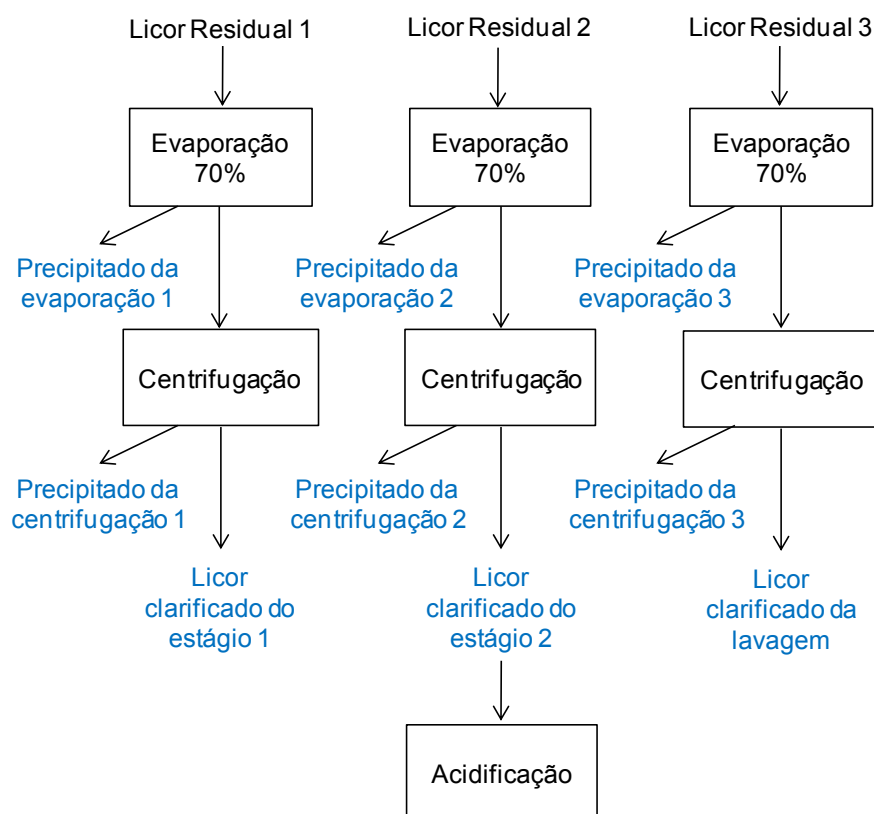 Licor Residual 1
Licor Residual 2
Licor Residual 3
Evaporação
70%
Evaporação
70%
Evaporação
70%
Precipitado da
evaporação 1
Precipitado da
evaporação 2
Precipitado da
evaporação 3
Centrifugação
Centrifugação
Centrifugação
Precipitado da
centrifugação 1
Precipitado da
centrifugação 2
Precipitado da
centrifugação 3
Licor
clarificado do
estágio 1
Licor
clarificado do
estágio 2
Licor
clarificado da
lavagem
Acidificação